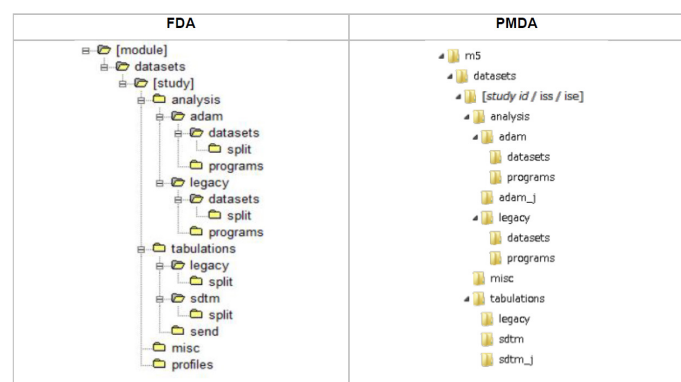 FDA
[module]
datasets
[study]
analysis
adam
datasets
split
programs
legacy
datasets
split
programs
tabulations
legacy
split
sdtm
split
send
misc
profiles
PMDA
m5
datasets
[study id / iss / ise]
analysis
adam
datasets
programs
adam_j
legacy
datasets
programs
misc
tabulations
legacy
sdtm
sdtm_j